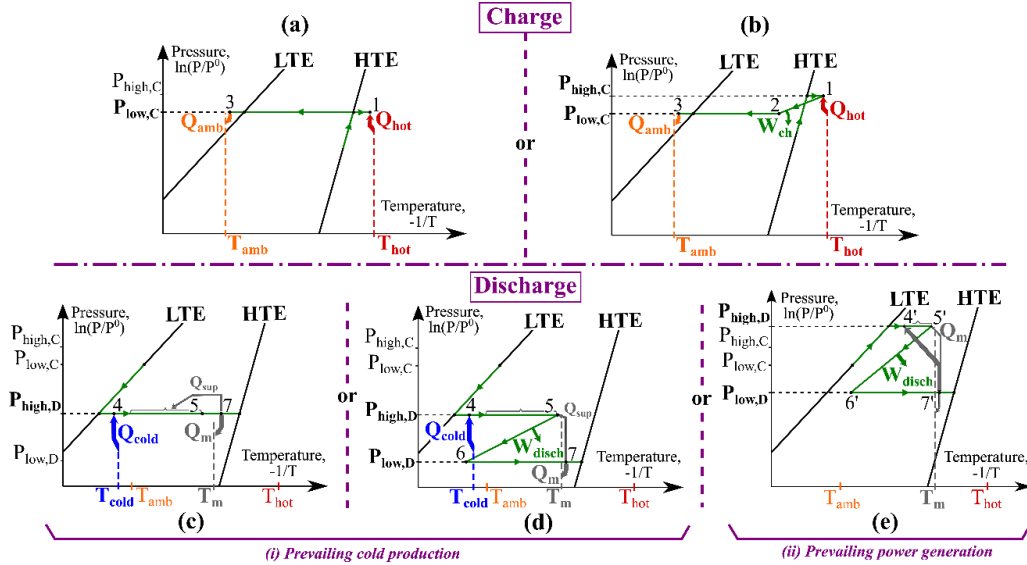 Charge
(a)
Pressure,
ln(P/P⁰)
LTE
HTE
P_high,C
P_low,C
3
1
Q_amb
Q_hot
Temperature,
-1/T
T_amb
T_hot
or
(b)
Pressure,
ln(P/P⁰)
LTE
HTE
P_high,C
P_low,C
3
2
1
Q_amb
W_ch
Q_hot
Temperature,
-1/T
T_amb
T_hot
Discharge
Pressure,
ln(P/P⁰)
LTE
HTE
P_high,C
P_low,C
P_high,D
P_low,D
Q_sup
4
5
7
Q_cold
Q_m
Temperature,
-1/T
T_cold
T_amb
T_m
T_hot
(c)
or
Pressure,
ln(P/P⁰)
LTE
HTE
P_high,C
P_low,C
P_high,D
P_low,D
4
5
Q_sup
Q_cold
W_disch
6
7
Q_m
Temperature,
-1/T
T_cold
T_amb
T_m
T_hot
(d)
or
Pressure,
ln(P/P⁰)
LTE
HTE
P_high,D
P_high,C
P_low,C
P_low,D
4'
5'
Q_m
W_disch
6'
7'
Temperature,
-1/T
T_amb
T_m
T_hot
(e)
(i) Prevailing cold production
(ii) Prevailing power generation